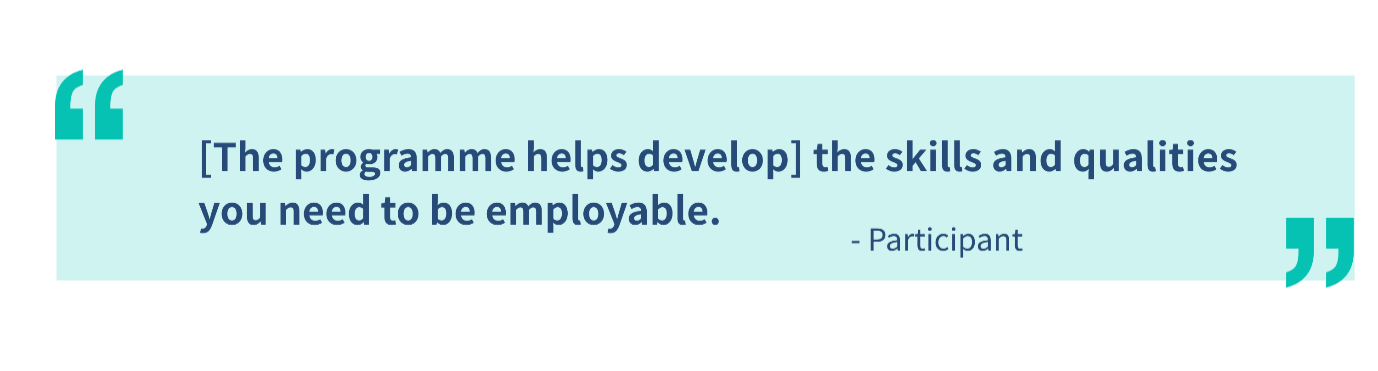 “
[The programme helps develop] the skills and qualities
you need to be employable.
- Participant
”